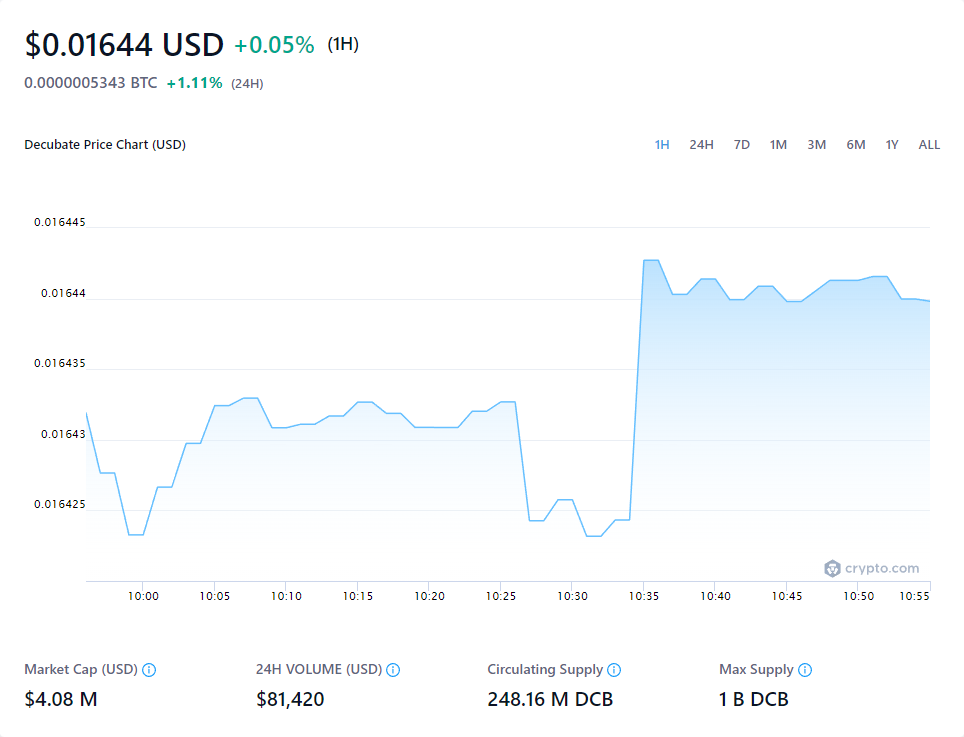 $0.01644 USD +0.05% (1H)
0.0000005343 BTC +1.11% (24H)
Decubate Price Chart (USD)
1H 24H 7D 1M 3M 6M 1Y ALL
0.016445
0.01644
0.016435
0.01643
0.016425
crypto.com
10:00 10:05 10:10 10:15 10:20 10:25 10:30 10:35 10:40 10:45 10:50 10:55
Market Cap (USD) 24H VOLUME (USD) Circulating Supply Max Supply
$4.08 M $81,420 248.16 M DCB 1 B DCB